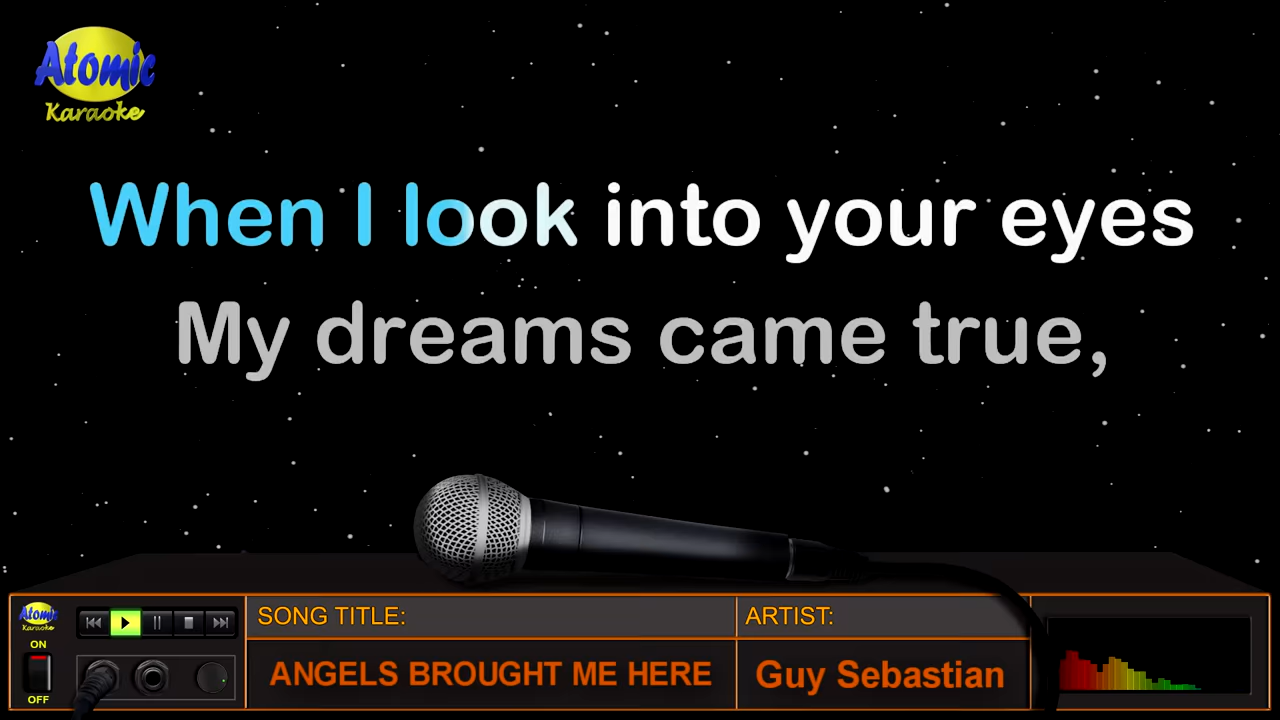 Atomic
Karaoke
When I look into your eyes
My dreams came true,
Atomic
Karaoke
ON
OFF
SONG TITLE:
ARTIST:
ANGELS BROUGHT ME HERE
Guy Sebastian